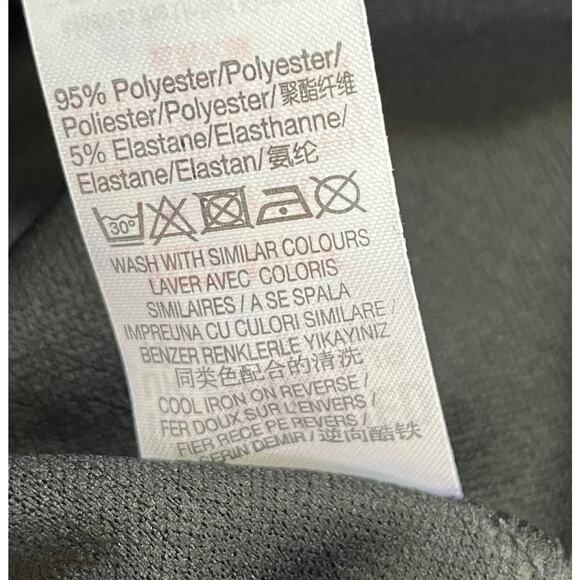 95% Polyester/Polyester/
Poliester/Polyester/聚酯纤维
5% Elastane/Elasthanne/
Elastane/Elastan/氨纶
30°
WASH WITH SIMILAR COLOURS
LAVER AVEC COLORIS
SIMILAIRES / A SE SPALA
IMPREUNA CU CULORI SIMILARE /
BENZER RENKLERLE YIKAYINIZ
同类色配合的清洗
COOL IRON ON REVERSE /
FER DOUX SUR L'ENVERS /
FIER RECE PE REVERS /
DEMIR / 逆向酷铁